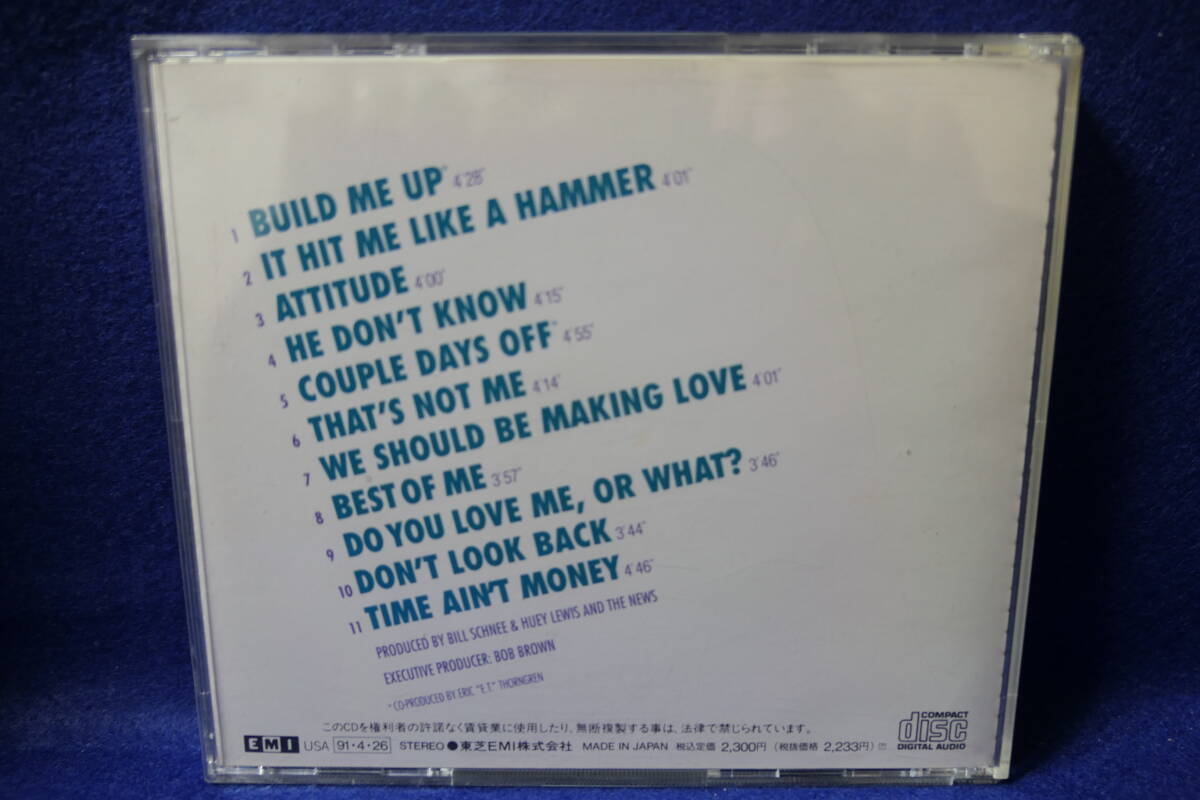 1 BUILD ME UP* 4'28"
2 IT HIT ME LIKE A HAMMER 4'01"
3 ATTITUDE 4'00"
4 HE DON'T KNOW 4'15"
5 COUPLE DAYS OFF* 4'55"
6 THAT'S NOT ME 4'14"
7 WE SHOULD BE MAKING LOVE 4'01"
8 BEST OF ME 3'57"
9 DO YOU LOVE ME, OR WHAT? 3'46"
10 DON'T LOOK BACK 3'44"
11 TIME AIN'T MONEY 4'46"
PRODUCED BY BILL SCHNEE & HUEY LEWIS AND THE NEWS
EXECUTIVE PRODUCER: BOB BROWN
*CO-PRODUCED BY ERIC "E.T." THORNGREN
このCDを権利者の許諾なく賃貸業に使用したり、無断複製する事は、法律で禁じられています。
EMI USA 91・4・26 STEREO ●東芝EMI株式会社 MADE IN JAPAN 税込定価 2,300円 (税抜価格 2,233円)
COMPACT
disc
DIGITAL AUDIO